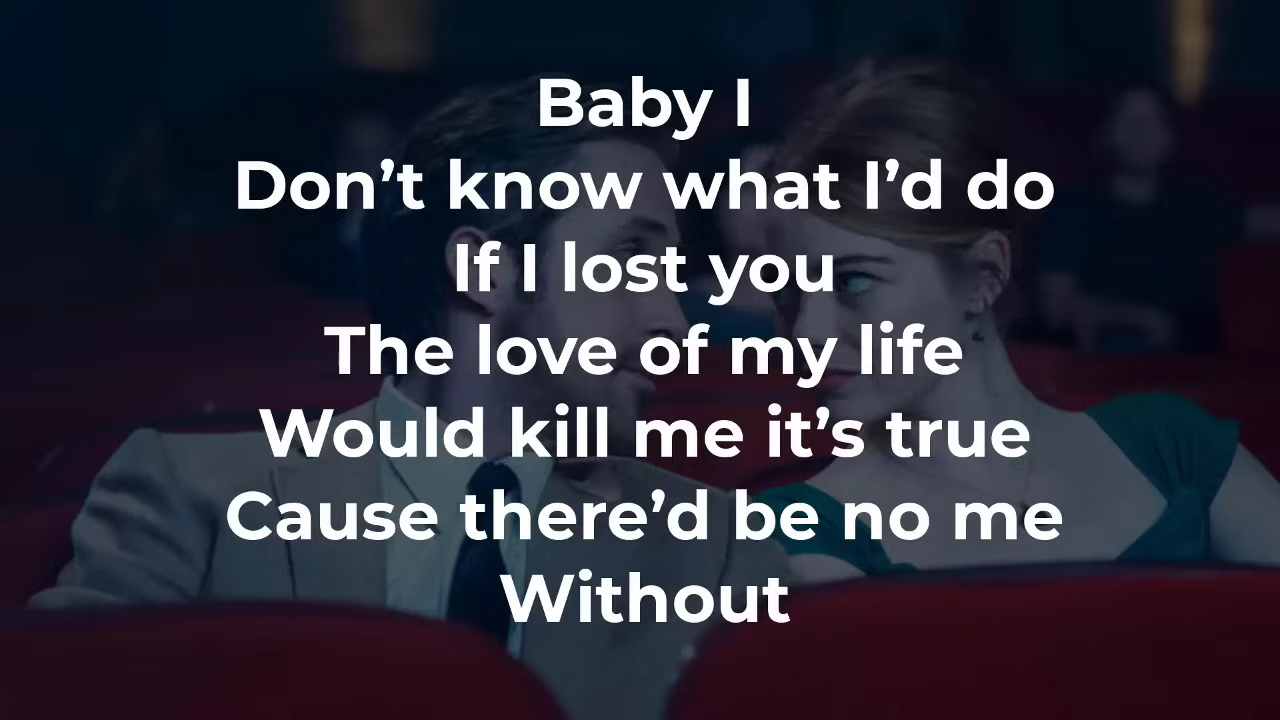 Baby I
Don’t know what I’d do
If I lost you
The love of my life
Would kill me it’s true
Cause there’d be no me
Without